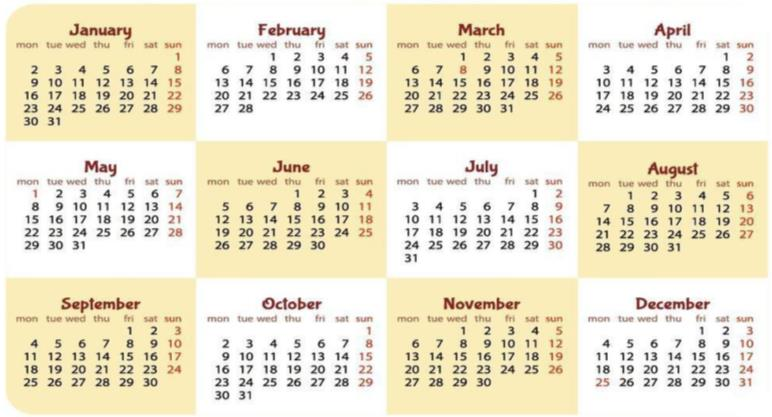 January February March April
mon tue wed thu fri sat sun mon tue wed thu fri sat sun mon tue wed thu fri sat sun mon tue wed thu fri sat sun
1 1 2 3 4 5 1 2 3 4 5 1 2
2 3 4 5 6 7 8 6 7 8 9 10 11 12 6 7 8 9 10 11 12 3 4 5 6 7 8 9
9 10 11 12 13 14 15 13 14 15 16 17 18 19 13 14 15 16 17 18 19 10 11 12 13 14 15 16
16 17 18 19 20 21 22 20 21 22 23 24 25 26 20 21 22 23 24 25 26 17 18 19 20 21 22 23
23 24 25 26 27 28 29 27 28 27 28 29 30 31 24 25 26 27 28 29 30
30 31
May June July August
mon tue wed thu fri sat sun mon tue wed thu fri sat sun mon tue wed thu fri sat sun mon tue wed thu fri sat sun
1 2 3 4 5 6 7 1 2 3 4 1 2 1 2 3 4 5 6
8 9 10 11 12 13 14 5 6 7 8 9 10 11 3 4 5 6 7 8 9 7 8 9 10 11 12 13
15 16 17 18 19 20 21 12 13 14 15 16 17 18 10 11 12 13 14 15 16 14 15 16 17 18 19 20
22 23 24 25 26 27 28 19 20 21 22 23 24 25 17 18 19 20 21 22 23 21 22 23 24 25 26 27
29 30 31 26 27 28 29 30 24 25 26 27 28 29 30 28 29 30 31
31
September October November December
mon tue wed thu fri sat sun mon tue wed thu fri sat sun mon tue wed thu fri sat sun mon tue wed thu fri sat sun
1 2 3 1 1 2 3 4 5 1 2 3
4 5 6 7 8 9 10 2 3 4 5 6 7 8 6 7 8 9 10 11 12 4 5 6 7 8 9 10
11 12 13 14 15 16 17 9 10 11 12 13 14 15 13 14 15 16 17 18 19 11 12 13 14 15 16 17
18 19 20 21 22 23 24 16 17 18 19 20 21 22 20 21 22 23 24 25 26 18 19 20 21 22 23 24
25 26 27 28 29 30 23 24 25 26 27 28 29 27 28 29 30 25 26 27 28 29 30 31
30 31